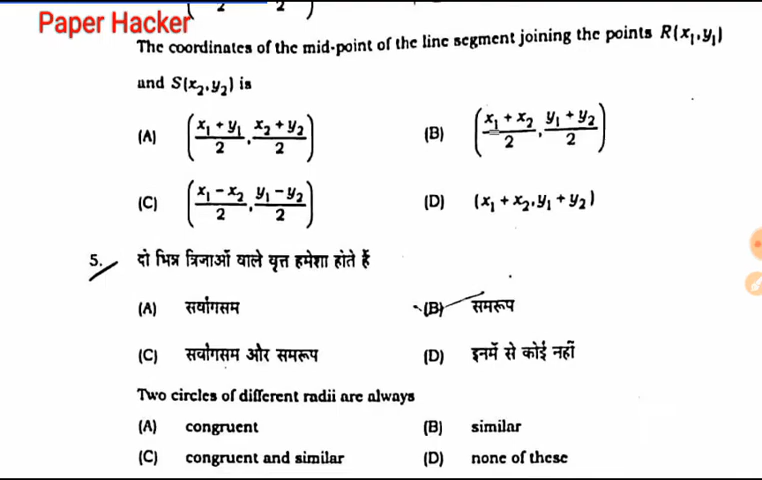 Paper Hacker
The coordinates of the mid-point of the line segment joining the points R(x₁,y₁)
and S(x₂,y₂) is
(A) ((x₁ + y₁)/2, (x₂ + y₂)/2) (B) ((x₁ + x₂)/2, (y₁ + y₂)/2)
(C) ((x₁ − x₂)/2, (y₁ − y₂)/2) (D) (x₁ + x₂, y₁ + y₂)
5. दो भिन्न त्रिजाओं वाले वृत्त हमेशा होते हैं
(A) सर्वांगसम (B) समरूप
(C) सर्वांगसम और समरूप (D) इनमें से कोई नहीं
Two circles of different radii are always
(A) congruent (B) similar
(C) congruent and similar (D) none of these